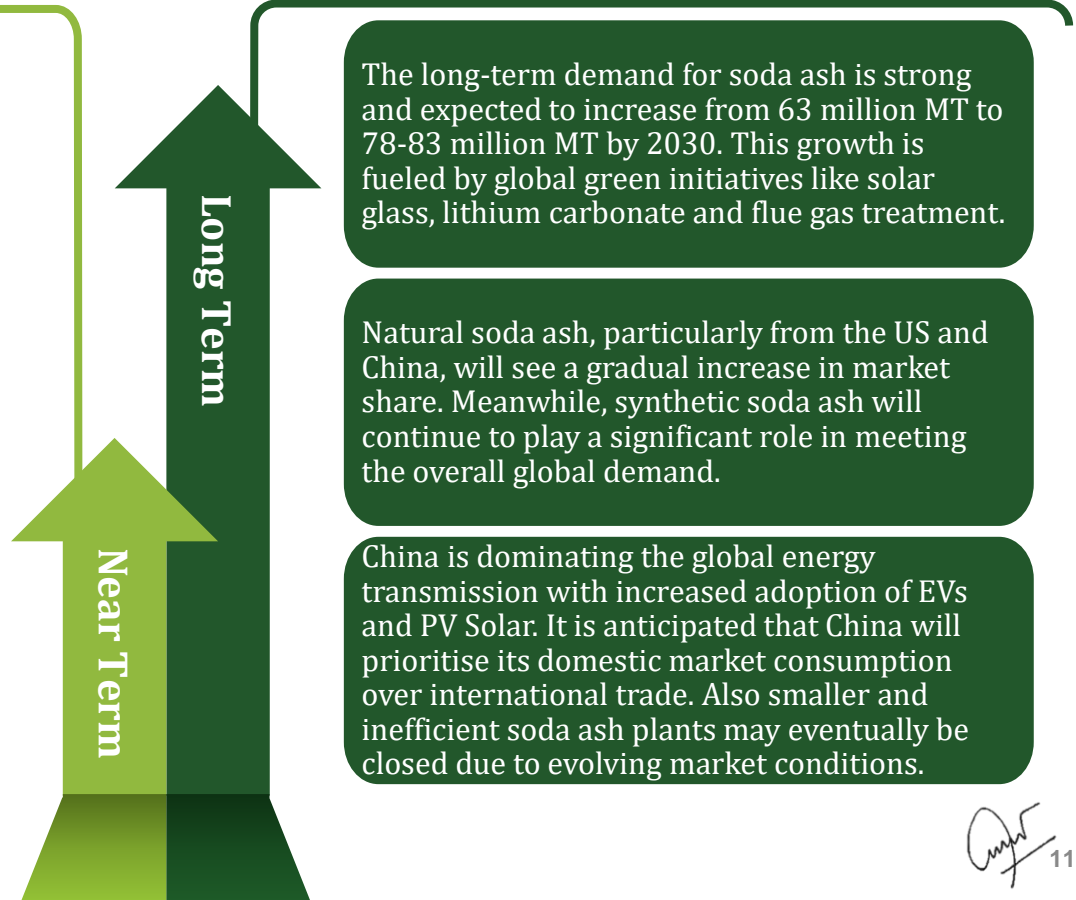 Long Term
Near Term
The long-term demand for soda ash is strong
and expected to increase from 63 million MT to
78-83 million MT by 2030. This growth is
fueled by global green initiatives like solar
glass, lithium carbonate and flue gas treatment.
Natural soda ash, particularly from the US and
China, will see a gradual increase in market
share. Meanwhile, synthetic soda ash will
continue to play a significant role in meeting
the overall global demand.
China is dominating the global energy
transmission with increased adoption of EVs
and PV Solar. It is anticipated that China will
prioritise its domestic market consumption
over international trade. Also smaller and
inefficient soda ash plants may eventually be
closed due to evolving market conditions.
11